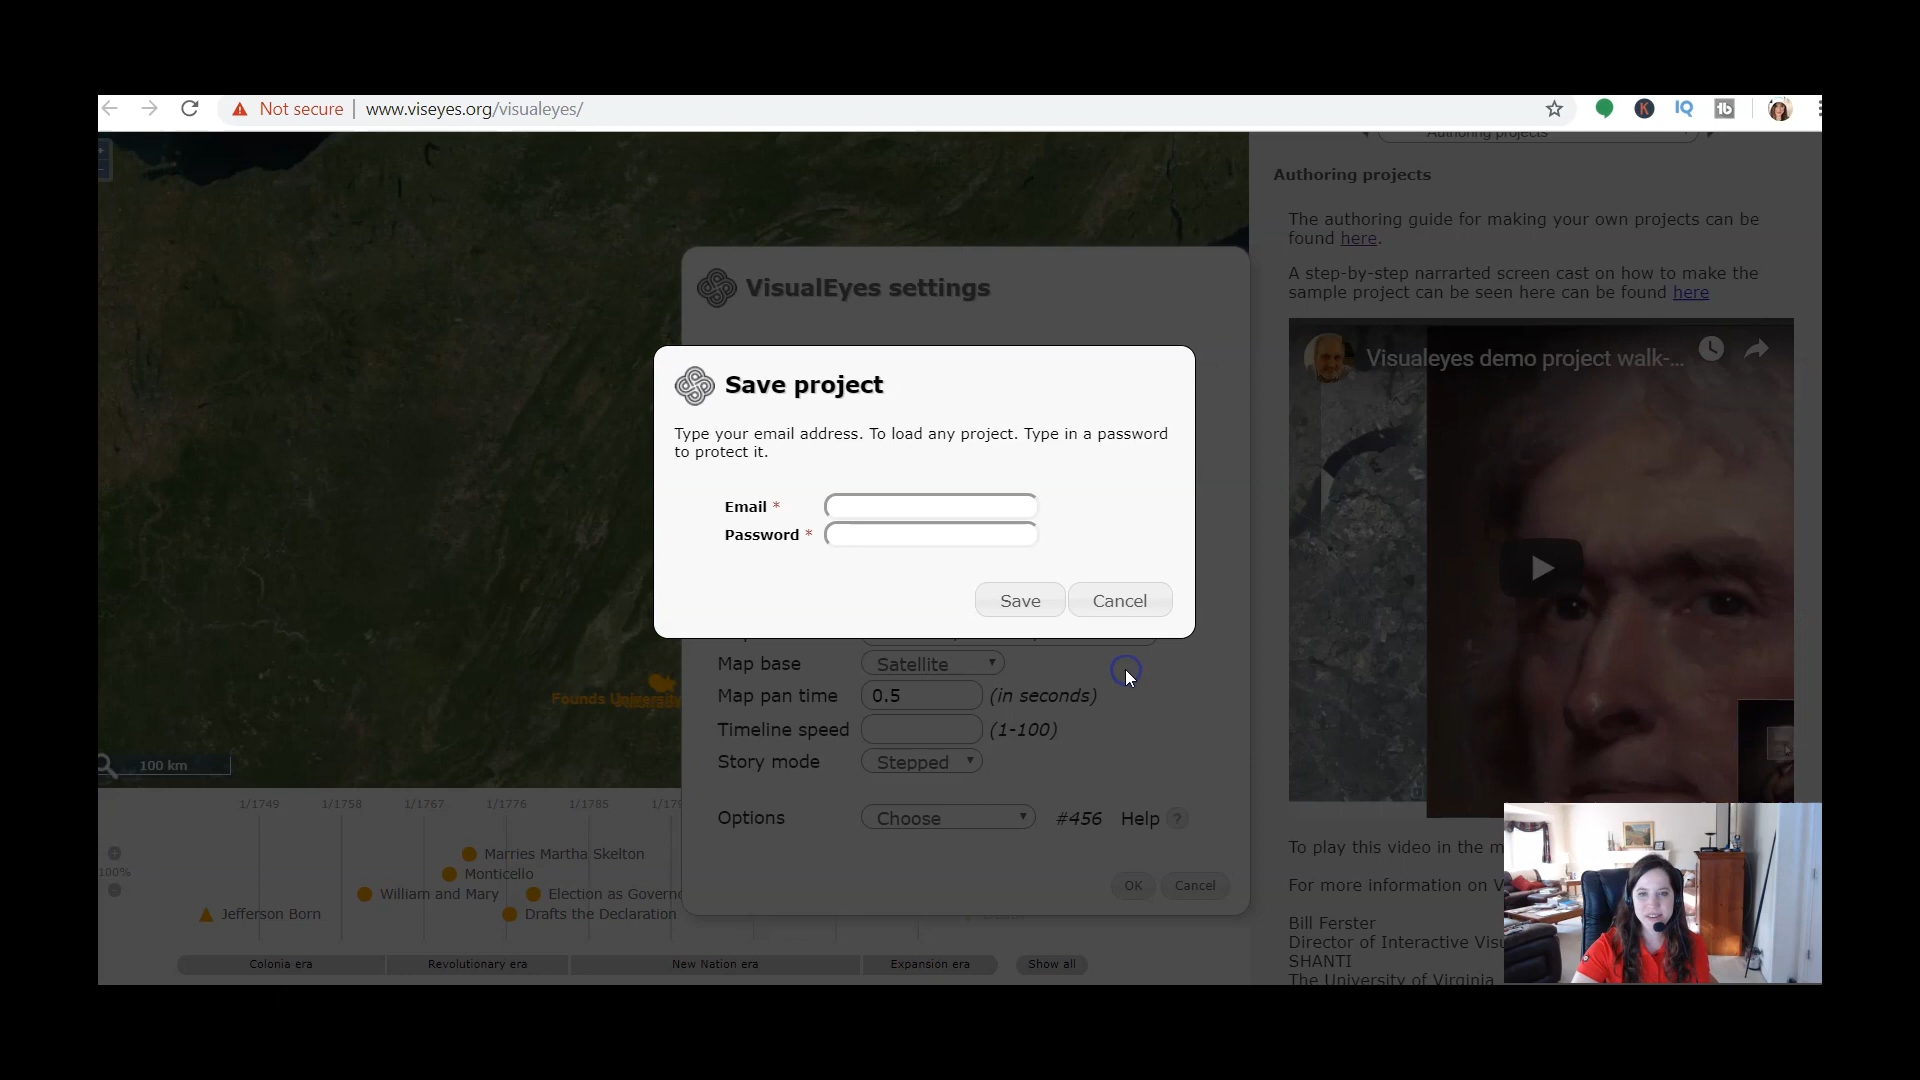 Not secure | www.viseyes.org/visualeyes/
Authoring projects
Authoring projects
The authoring guide for making your own projects can be
found here.
A step-by-step narrarted screen cast on how to make the
sample project can be seen here can be found here
Visualeyes demo project walk-...
VisualEyes settings
Save project
Type your email address. To load any project. Type in a password
to protect it.
Email *
Password *
Save
Cancel
Map base
Satellite
Map pan time
0.5
(in seconds)
Timeline speed
(1-100)
Story mode
Stepped
Options
Choose
#456
Help ?
OK
Cancel
Founds
100 km
1/1749
1/1758
1/1767
1/1776
1/1785
100%
Marries Martha Skelton
Monticello
William and Mary
Election as Governo
Jefferson Born
Drafts the Declaration
Colonia era
Revolutionary era
New Nation era
Expansion era
Show all
To play this video in the m
For more information on V
Bill Ferster
Director of Interactive Visu
SHANTI
The University of Virginia